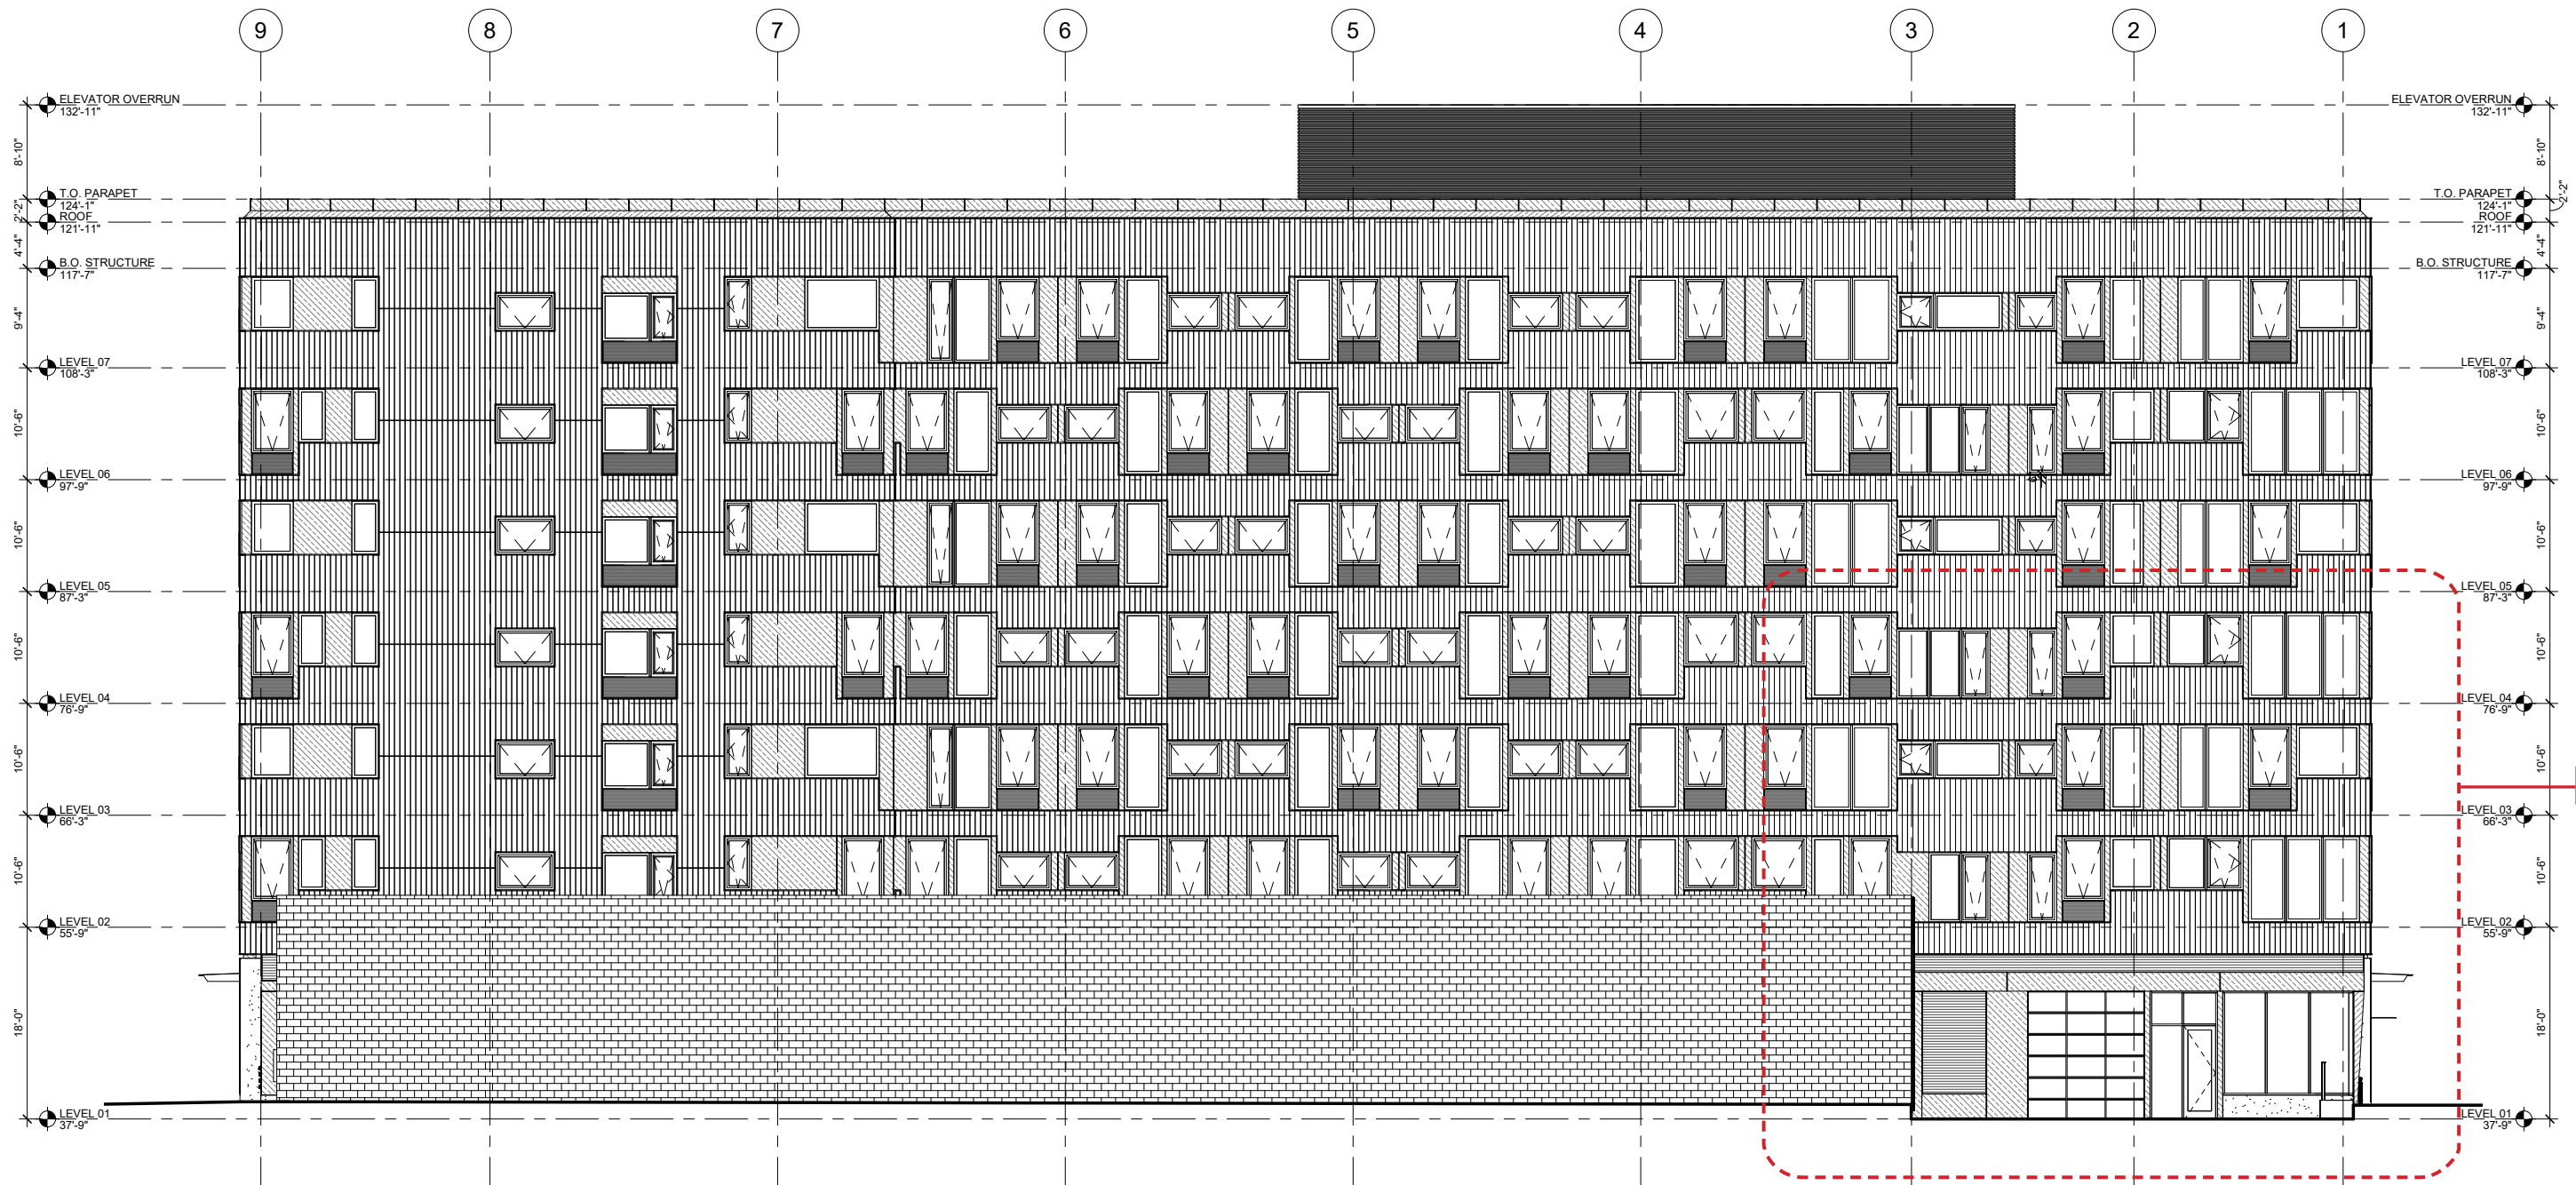 9 8 7 6 5 4 3 2 1
ELEVATOR OVERRUN
132'-11"
ELEVATOR OVERRUN
132'-11"
8'-10"
8'-10"
T.O. PARAPET
124'-1"
T.O. PARAPET
124'-1"
2'-2"
2'-2"
ROOF
121'-11"
ROOF
121'-11"
4'-4"
4'-4"
B.O. STRUCTURE
117'-7"
B.O. STRUCTURE
117'-7"
9'-4"
9'-4"
LEVEL 07
108'-3"
LEVEL 07
108'-3"
10'-6"
10'-6"
LEVEL 06
97'-9"
LEVEL 06
97'-9"
10'-6"
10'-6"
LEVEL 05
87'-3"
LEVEL 05
87'-3"
10'-6"
10'-6"
LEVEL 04
76'-9"
LEVEL 04
76'-9"
10'-6"
10'-6"
LEVEL 03
66'-3"
LEVEL 03
66'-3"
10'-6"
10'-6"
LEVEL 02
55'-9"
LEVEL 02
55'-9"
18'-0"
18'-0"
LEVEL 01
37'-9"
LEVEL 01
37'-9"